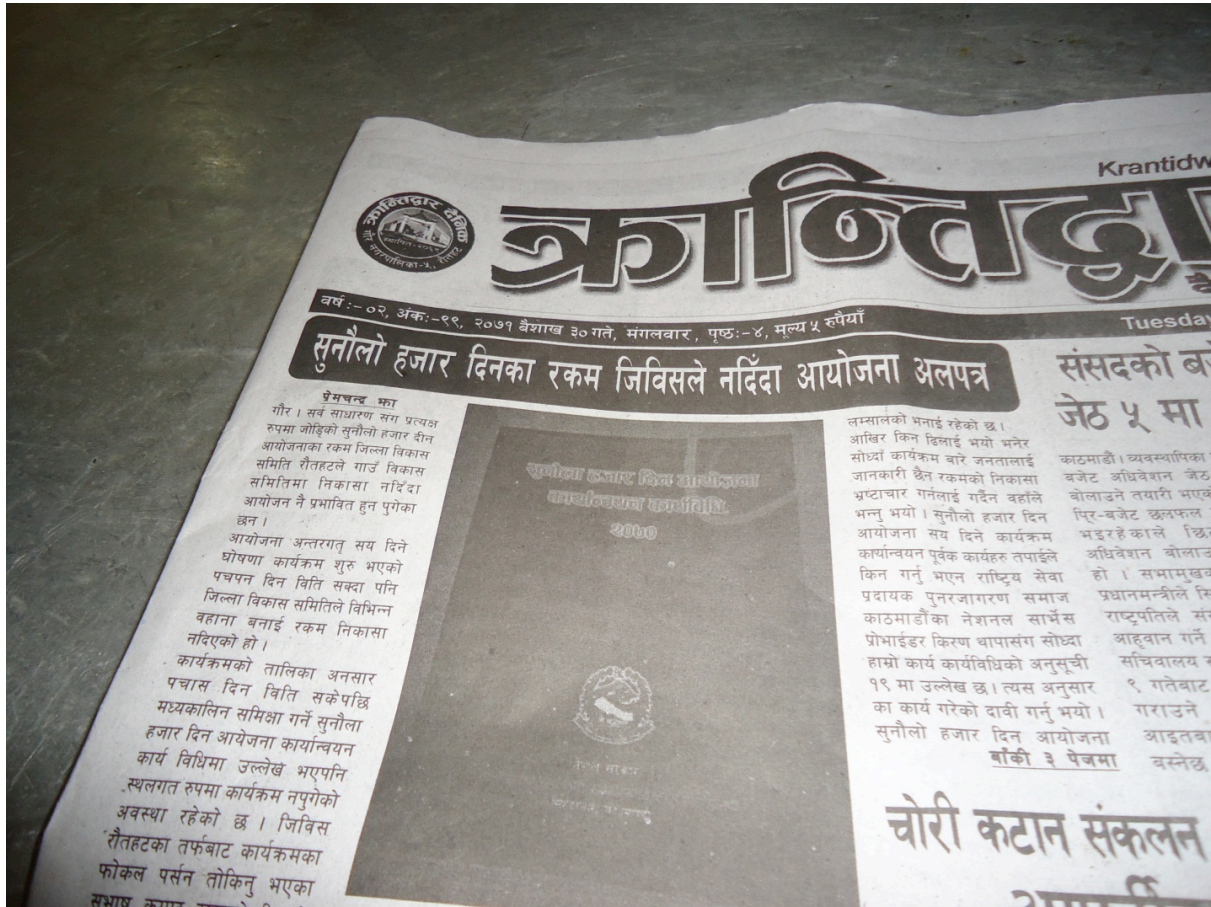 Krantidw
क्रान्तिद्वा
क्रान्तिद्वार दैनिक
गौर नगरपालिका-५, रौतहट
वर्ष :- ०२, अंकः-९९, २०७१ बैशाख ३० गते, मंगलवार, पृष्ठः-४, मूल्य ५ रुपैयाँ
Tuesday
सुनौलो हजार दिनका रकम जिविसले नदिँदा आयोजना अलपत्र
प्रेमचन्द्र झा
गौर । सर्व साधारण संग प्रत्यक्ष
रुपमा जोडिको सुनौलो हजार दीन
आयोजनाका रकम जिल्ला विकास
समिति रौतहटले गाउँ विकास
समितिमा निकासा नदिँदा
आयोजन नै प्रभावित हुन पुगेका
छन ।
आयोजना अन्तरगत् सय दिने
घोषणा कार्यक्रम शुरु भएको
पचपन दिन विति सक्दा पनि
जिल्ला विकास समितिले विभिन्न
वहाना बनाई रकम निकासा
नदिएको हो ।
कार्यक्रमको तालिका अनसार
पचास दिन विति सकेपछि
मध्यकालिन समिक्षा गर्ने सुनौला
हजार दिन आयेजना कार्यान्वयन
कार्य विधिमा उल्लेख भएपनि
स्थलगत रुपमा कार्यक्रम नपुगेको
अवस्था रहेको छ । जिविस
रौतहटका तर्फबाट कार्यक्रमका
फोकल पर्सन तोकिनु भएका
सुनौला हजार दिन आयोजना
कार्यान्वयन कार्यविधि
२०७०
लम्सालको भनाई रहेको छ ।
आखिर किन ढिलाई भयो भनेर
सोध्दाँ कार्यक्रम बारे जनतालाई
जानकारी छैन रकमको निकासा
भ्रष्टाचार गर्नलाई गर्दैन वहाँले
भन्नु भयो । सुनौलो हजार दिन
आयोजना सय दिने कार्यक्रम
कार्यान्वयन पूर्वक कार्यहरु तपाईले
किन गर्नु भएन राष्ट्रिय सेवा
प्रदायक पुनरजागरण समाज
काठमाडौंका नेशनल सार्भेस
प्रोभाईडर किरण थापासंग सोध्दा
हाम्रो कार्य कार्यविधिको अनुसूची
१९ मा उल्लेख छ । त्यस अनुसार
का कार्य गरेको दावी गर्नु भयो ।
सुनौलो हजार दिन आयोजना
बाँकी ३ पेजमा
संसदको बजे
जेठ ५ मा
काठमाडौं । व्यवस्थापिका
बजेट अधिवेशन जेठ
बोलाउने तयारी भएक
प्रि-बजेट छलफल
भइरहेकाले छि
अधिवेशन बोलाउ
हो । सभामुखक
प्रधानमन्त्रीले सि
राष्ट्रपतिले सं
आहवान गर्ने
सचिवालय
९ गतेबाट
गराउने
आइतबा
बस्नेछ
चोरी कटान संकलन